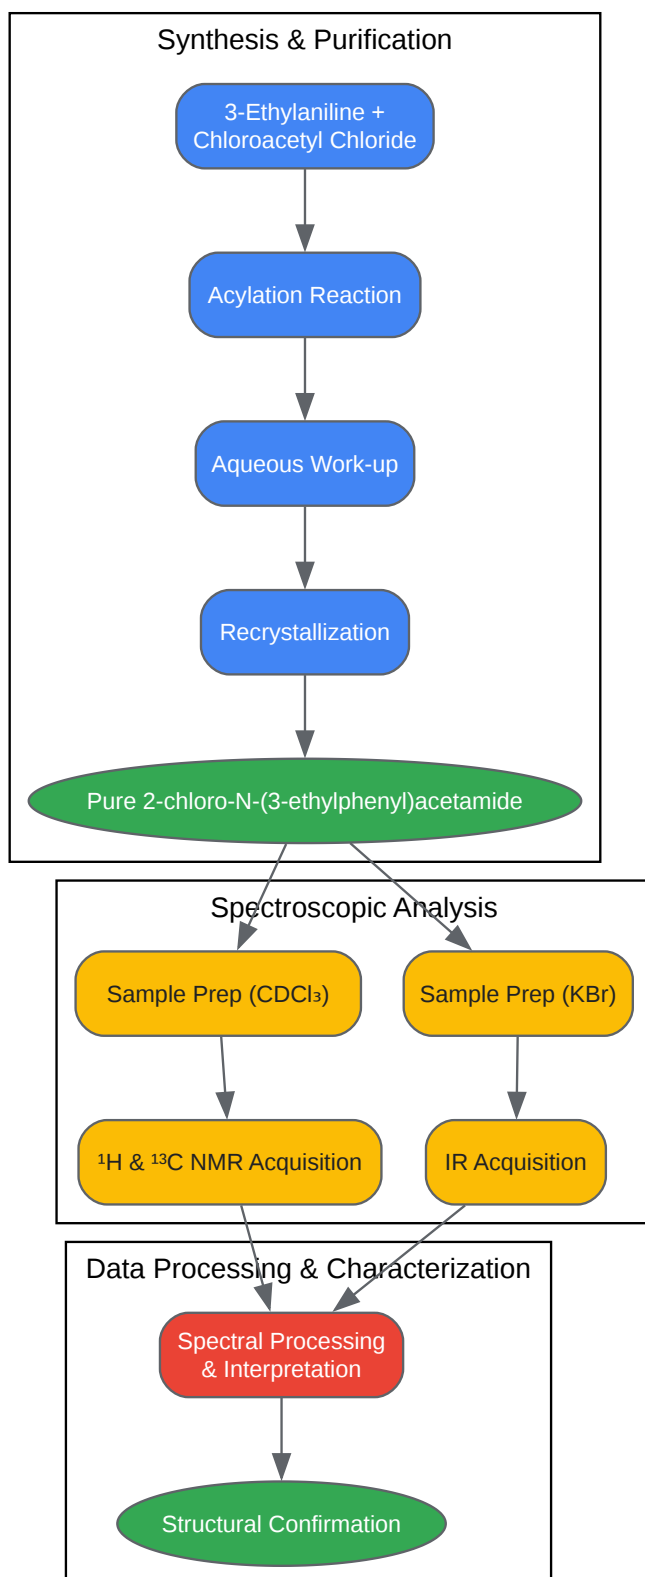 Synthesis & Purification
3-Ethylaniline +
Chloroacetyl Chloride
Acylation Reaction
Aqueous Work-up
Recrystallization
Pure 2-chloro-N-(3-ethylphenyl)acetamide
Spectroscopic Analysis
Sample Prep (CDCl₃)
Sample Prep (KBr)
¹H & ¹³C NMR Acquisition
IR Acquisition
Data Processing & Characterization
Spectral Processing
& Interpretation
Structural Confirmation